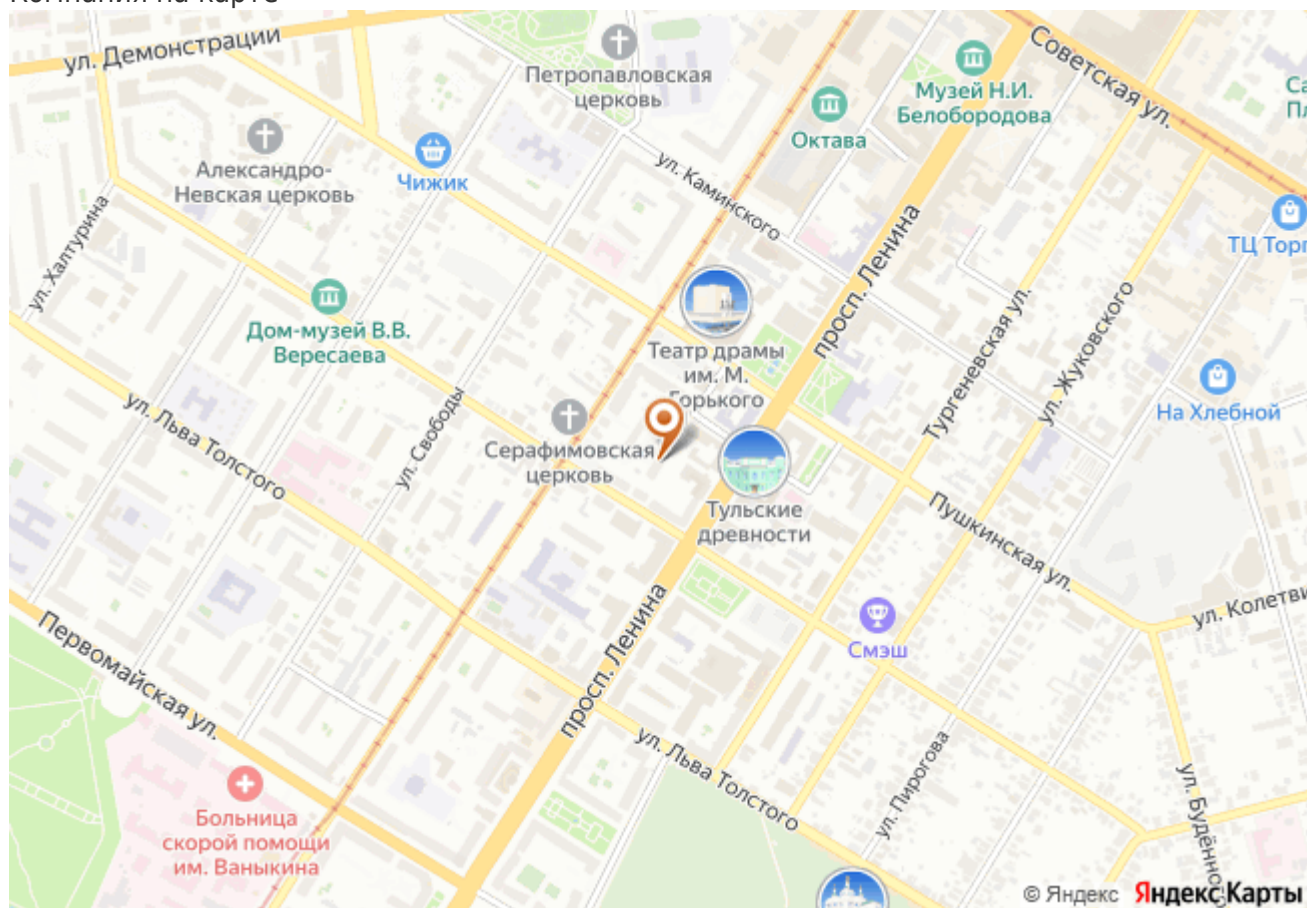 Компания на карте
ул. Демонстрации
Петропавловская
церковь
Музей Н.И.
Белобородова
Советская ул.
Октава
Александро-
Невская церковь
Чижик
ул. Каминского
ул. Халтурина
ТЦ
Дом-музей В.В.
Вересаева
Театр драмы
им. М.
Горького
просп. Ленина
Тургеневская ул.
ул. Жуковского
На Хлебной
ул. Льва Толстого
ул. Свободы
Серафимовская
церковь
Тульские
древности
Пушкинская ул.
ул.
Смэш
Первомайская ул.
просп. Ленина
ул. Льва Толстого
ул. Пирогова
ул.
Больница
скорой помощи
им. Ваныкина
© Яндекс Яндекс Карты